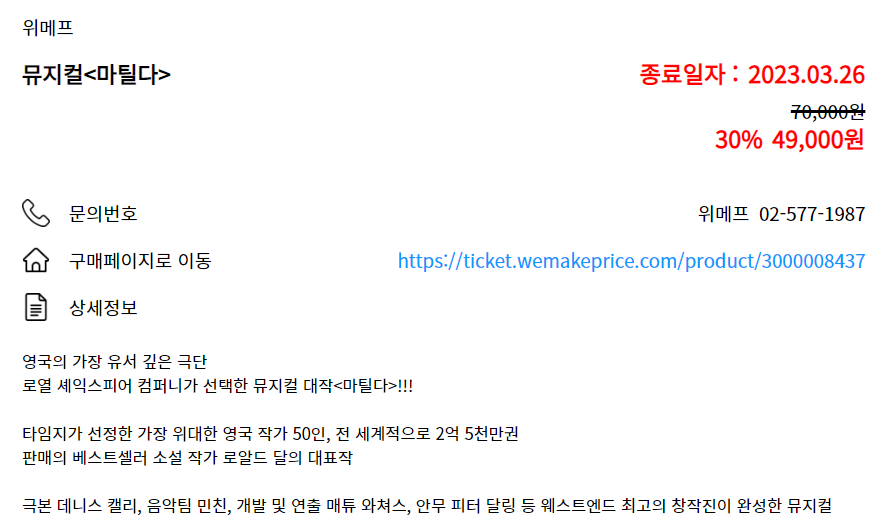 위메프
뮤지컬<마틸다>
종료일자 : 2023.03.26
70,000원
30% 49,000원
문의번호
위메프 02-577-1987
구매페이지로 이동
https://ticket.wemakeprice.com/product/3000008437
상세정보
영국의 가장 유서 깊은 극단
로열 셰익스피어 컴퍼니가 선택한 뮤지컬 대작<마틸다>!!!
타임지가 선정한 가장 위대한 영국 작가 50인, 전 세계적으로 2억 5천만권
판매의 베스트셀러 소설 작가 로알드 달의 대표작
극본 데니스 캘리, 음악팀 민친, 개발 및 연출 매튜 와쳐스, 안무 피터 달링 등 웨스트엔드 최고의 창작진이 완성한 뮤지컬